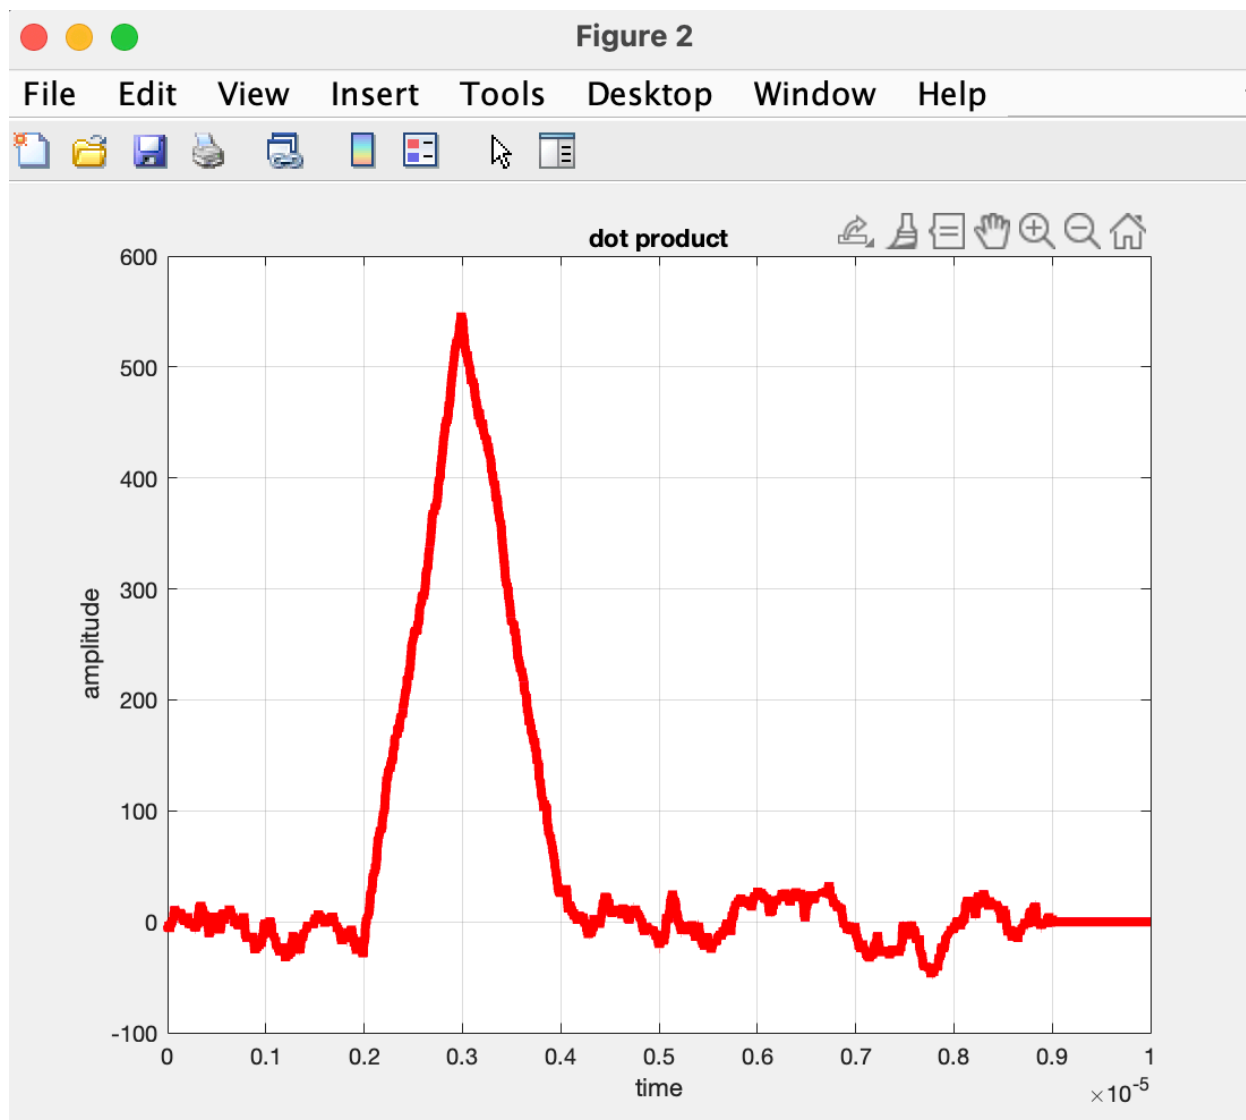 Figure 2
File Edit View Insert Tools Desktop Window Help
dot product
600
500
400
300
200
100
0
-100
amplitude
0 0.1 0.2 0.3 0.4 0.5 0.6 0.7 0.8 0.9 1
time
×10-5